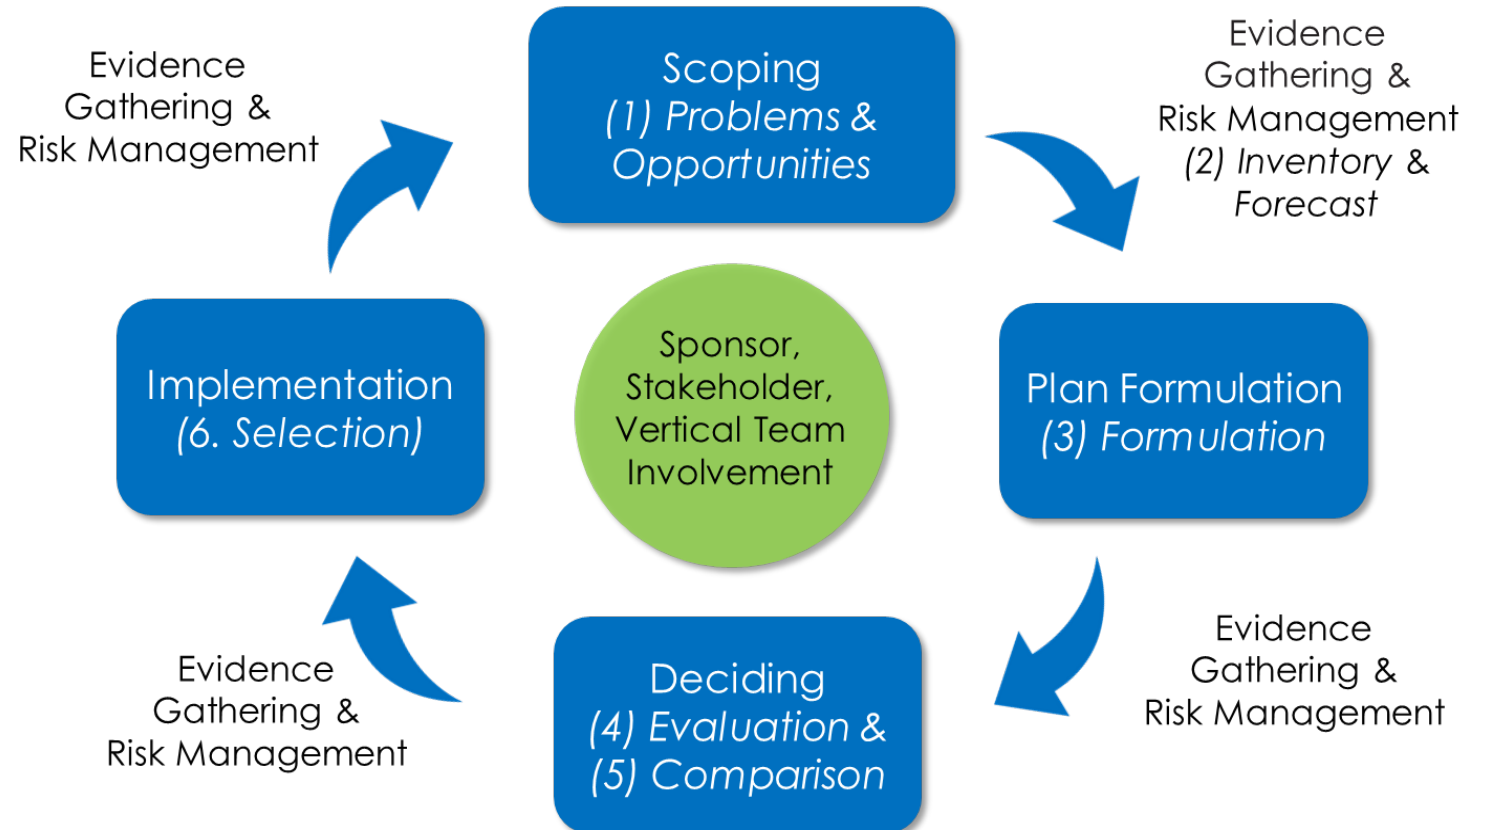 Evidence
Gathering &
Risk Management
Scoping
(1) Problems &
Opportunities
Evidence
Gathering &
Risk Management
(2) Inventory &
Forecast
Implementation
(6. Selection)
Sponsor,
Stakeholder,
Vertical Team
Involvement
Plan Formulation
(3) Formulation
Evidence
Gathering &
Risk Management
Deciding
(4) Evaluation &
(5) Comparison
Evidence
Gathering &
Risk Management